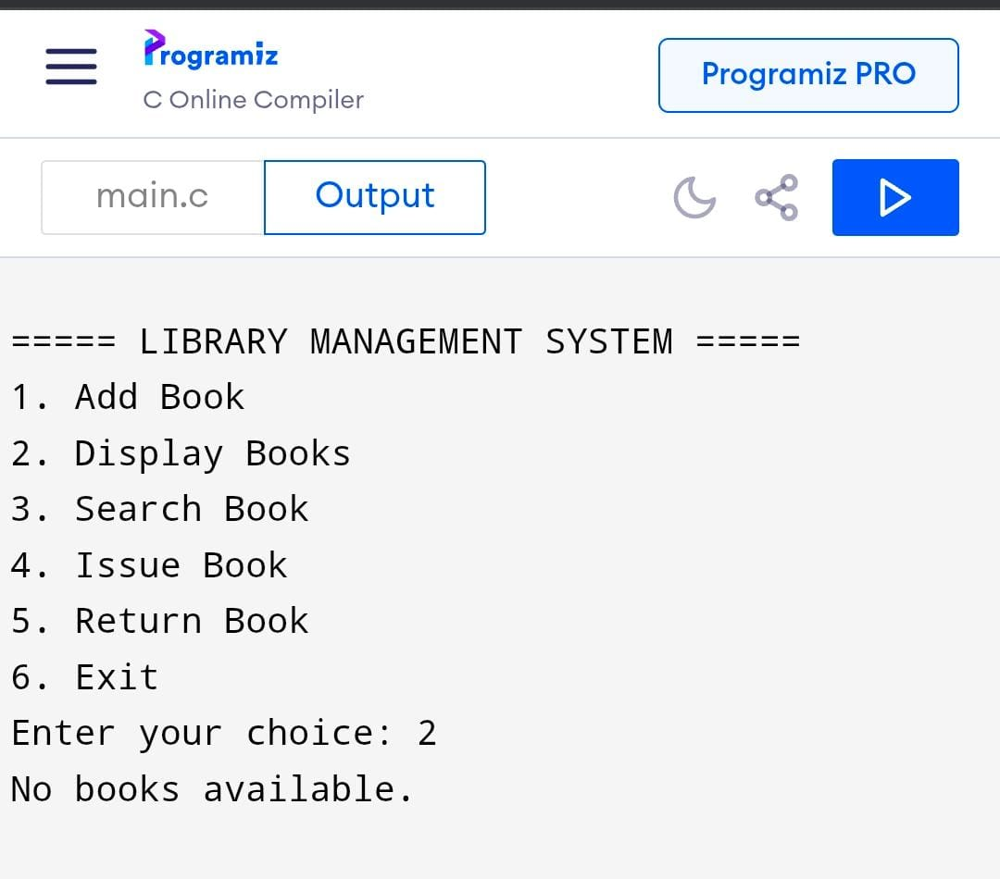 Programiz
C Online Compiler
Programiz PRO
main.c
Output
===== LIBRARY MANAGEMENT SYSTEM =====
1. Add Book
2. Display Books
3. Search Book
4. Issue Book
5. Return Book
6. Exit
Enter your choice: 2
No books available.